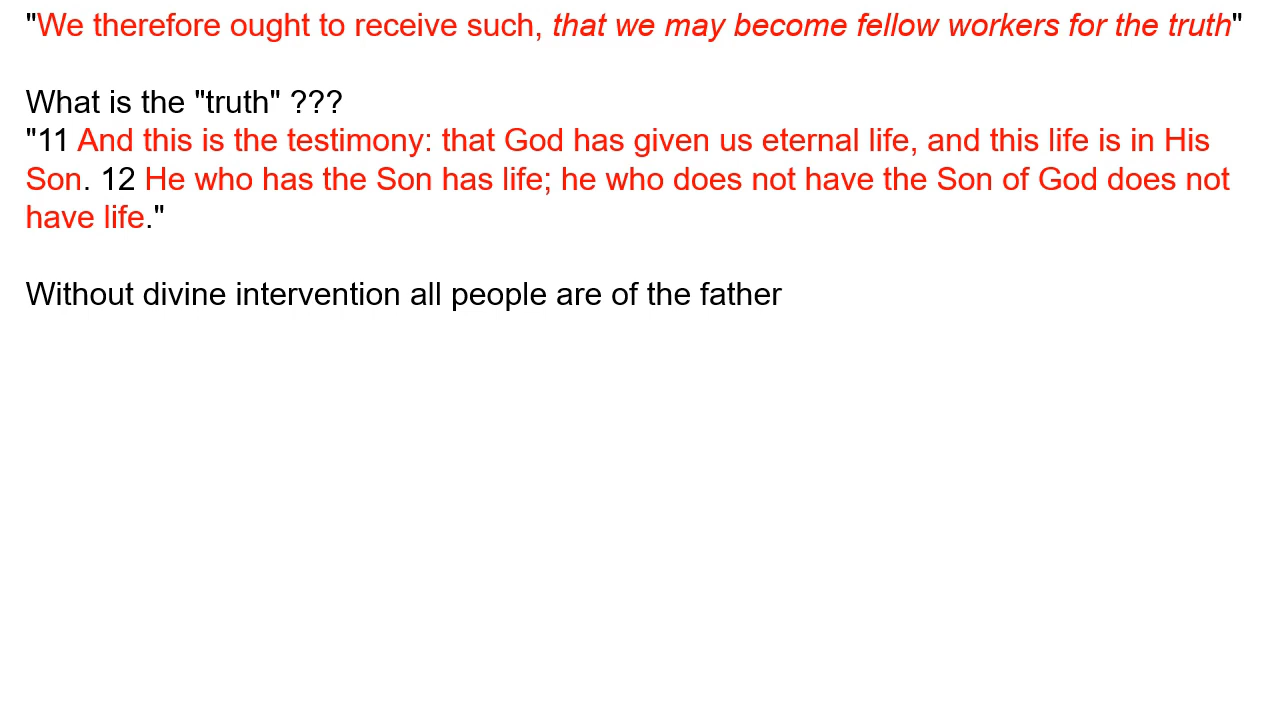 "We therefore ought to receive such, that we may become fellow workers for the truth"
What is the "truth" ???
"11 And this is the testimony: that God has given us eternal life, and this life is in His
Son. 12 He who has the Son has life; he who does not have the Son of God does not
have life."
Without divine intervention all people are of the father